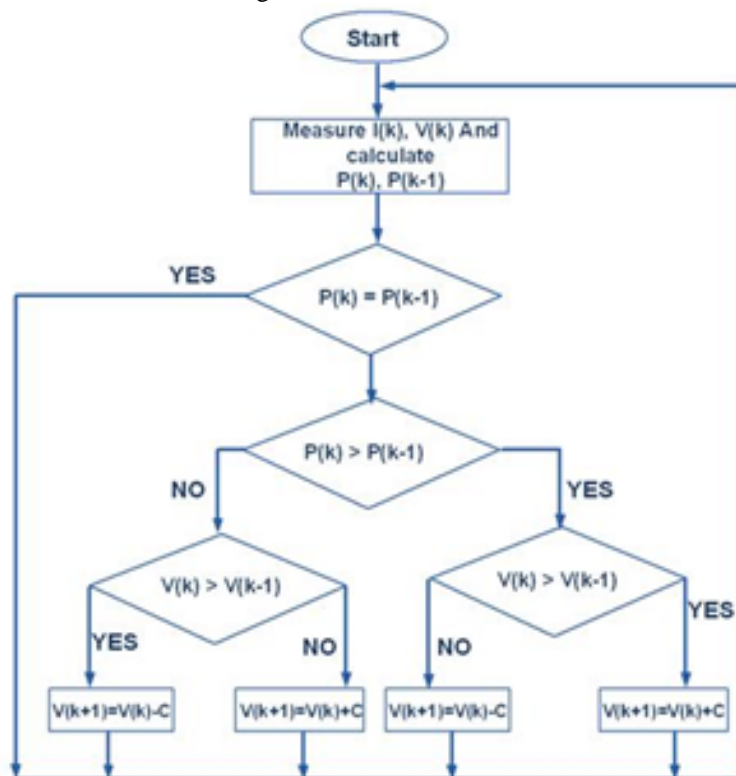 Start
Measure I(k), V(k) And
calculate
P(k), P(k-1)
YES
P(k) = P(k-1)
P(k) > P(k-1)
NO
YES
V(k) > V(k-1)
V(k) > V(k-1)
YES
NO
NO
YES
V(k+1)=V(k)-C
V(k+1)=V(k)+C
V(k+1)=V(k)-C
V(k+1)=V(k)+C